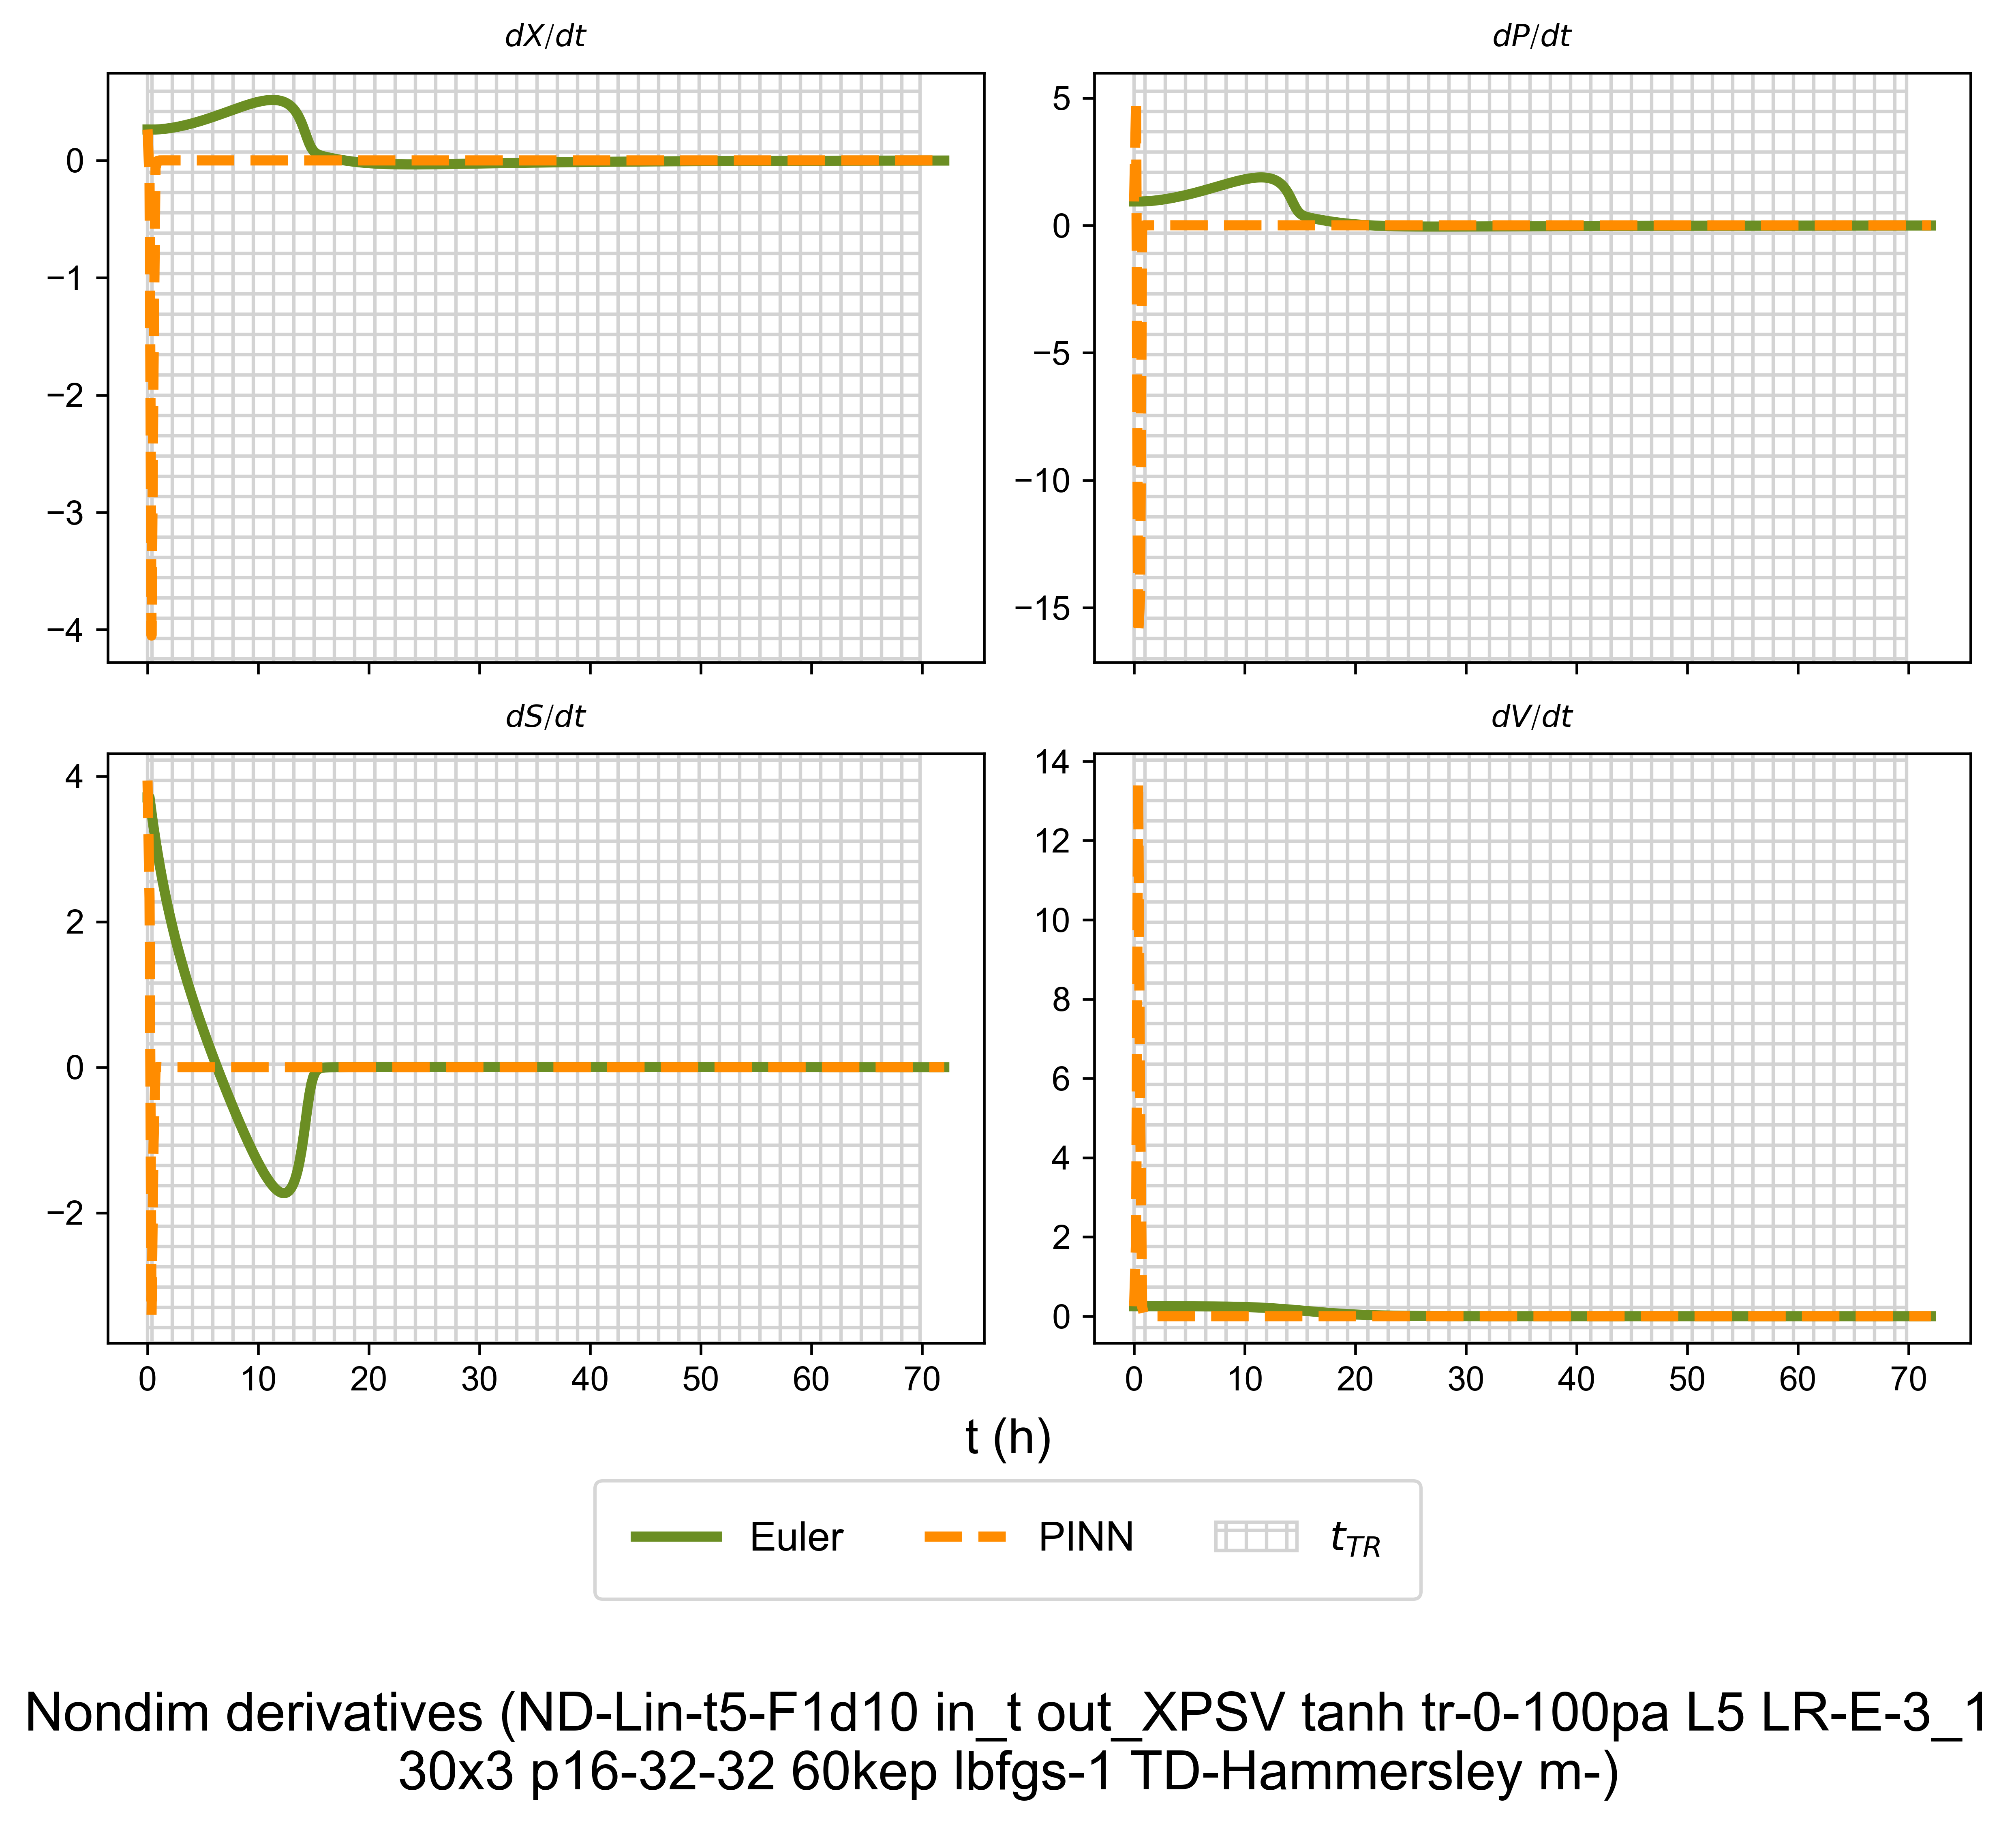 dX/dt
dP/dt
0
−1
−2
−3
−4
5
0
−5
−10
−15
dS/dt
dV/dt
4
2
0
−2
0 10 20 30 40 50 60 70
14
12
10
8
6
4
2
0
0 10 20 30 40 50 60 70
t (h)
Euler PINN t_TR
Nondim derivatives (ND-Lin-t5-F1d10 in_t out_XPSV tanh tr-0-100pa L5 LR-E-3_1
30x3 p16-32-32 60kep lbfgs-1 TD-Hammersley m-)